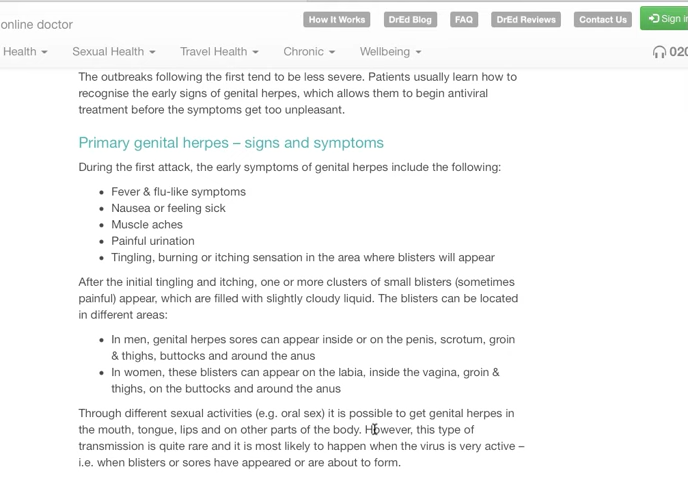 online doctor
How It Works
DrEd Blog
FAQ
DrEd Reviews
Contact Us
Sign in
Health
Sexual Health
Travel Health
Chronic
Wellbeing
020
The outbreaks following the first tend to be less severe. Patients usually learn how to
recognise the early signs of genital herpes, which allows them to begin antiviral
treatment before the symptoms get too unpleasant.
Primary genital herpes – signs and symptoms
During the first attack, the early symptoms of genital herpes include the following:
• Fever & flu-like symptoms
• Nausea or feeling sick
• Muscle aches
• Painful urination
• Tingling, burning or itching sensation in the area where blisters will appear
After the initial tingling and itching, one or more clusters of small blisters (sometimes
painful) appear, which are filled with slightly cloudy liquid. The blisters can be located
in different areas:
• In men, genital herpes sores can appear inside or on the penis, scrotum, groin
& thighs, buttocks and around the anus
• In women, these blisters can appear on the labia, inside the vagina, groin &
thighs, on the buttocks and around the anus
Through different sexual activities (e.g. oral sex) it is possible to get genital herpes in
the mouth, tongue, lips and on other parts of the body. However, this type of
transmission is quite rare and it is most likely to happen when the virus is very active –
i.e. when blisters or sores have appeared or are about to form.